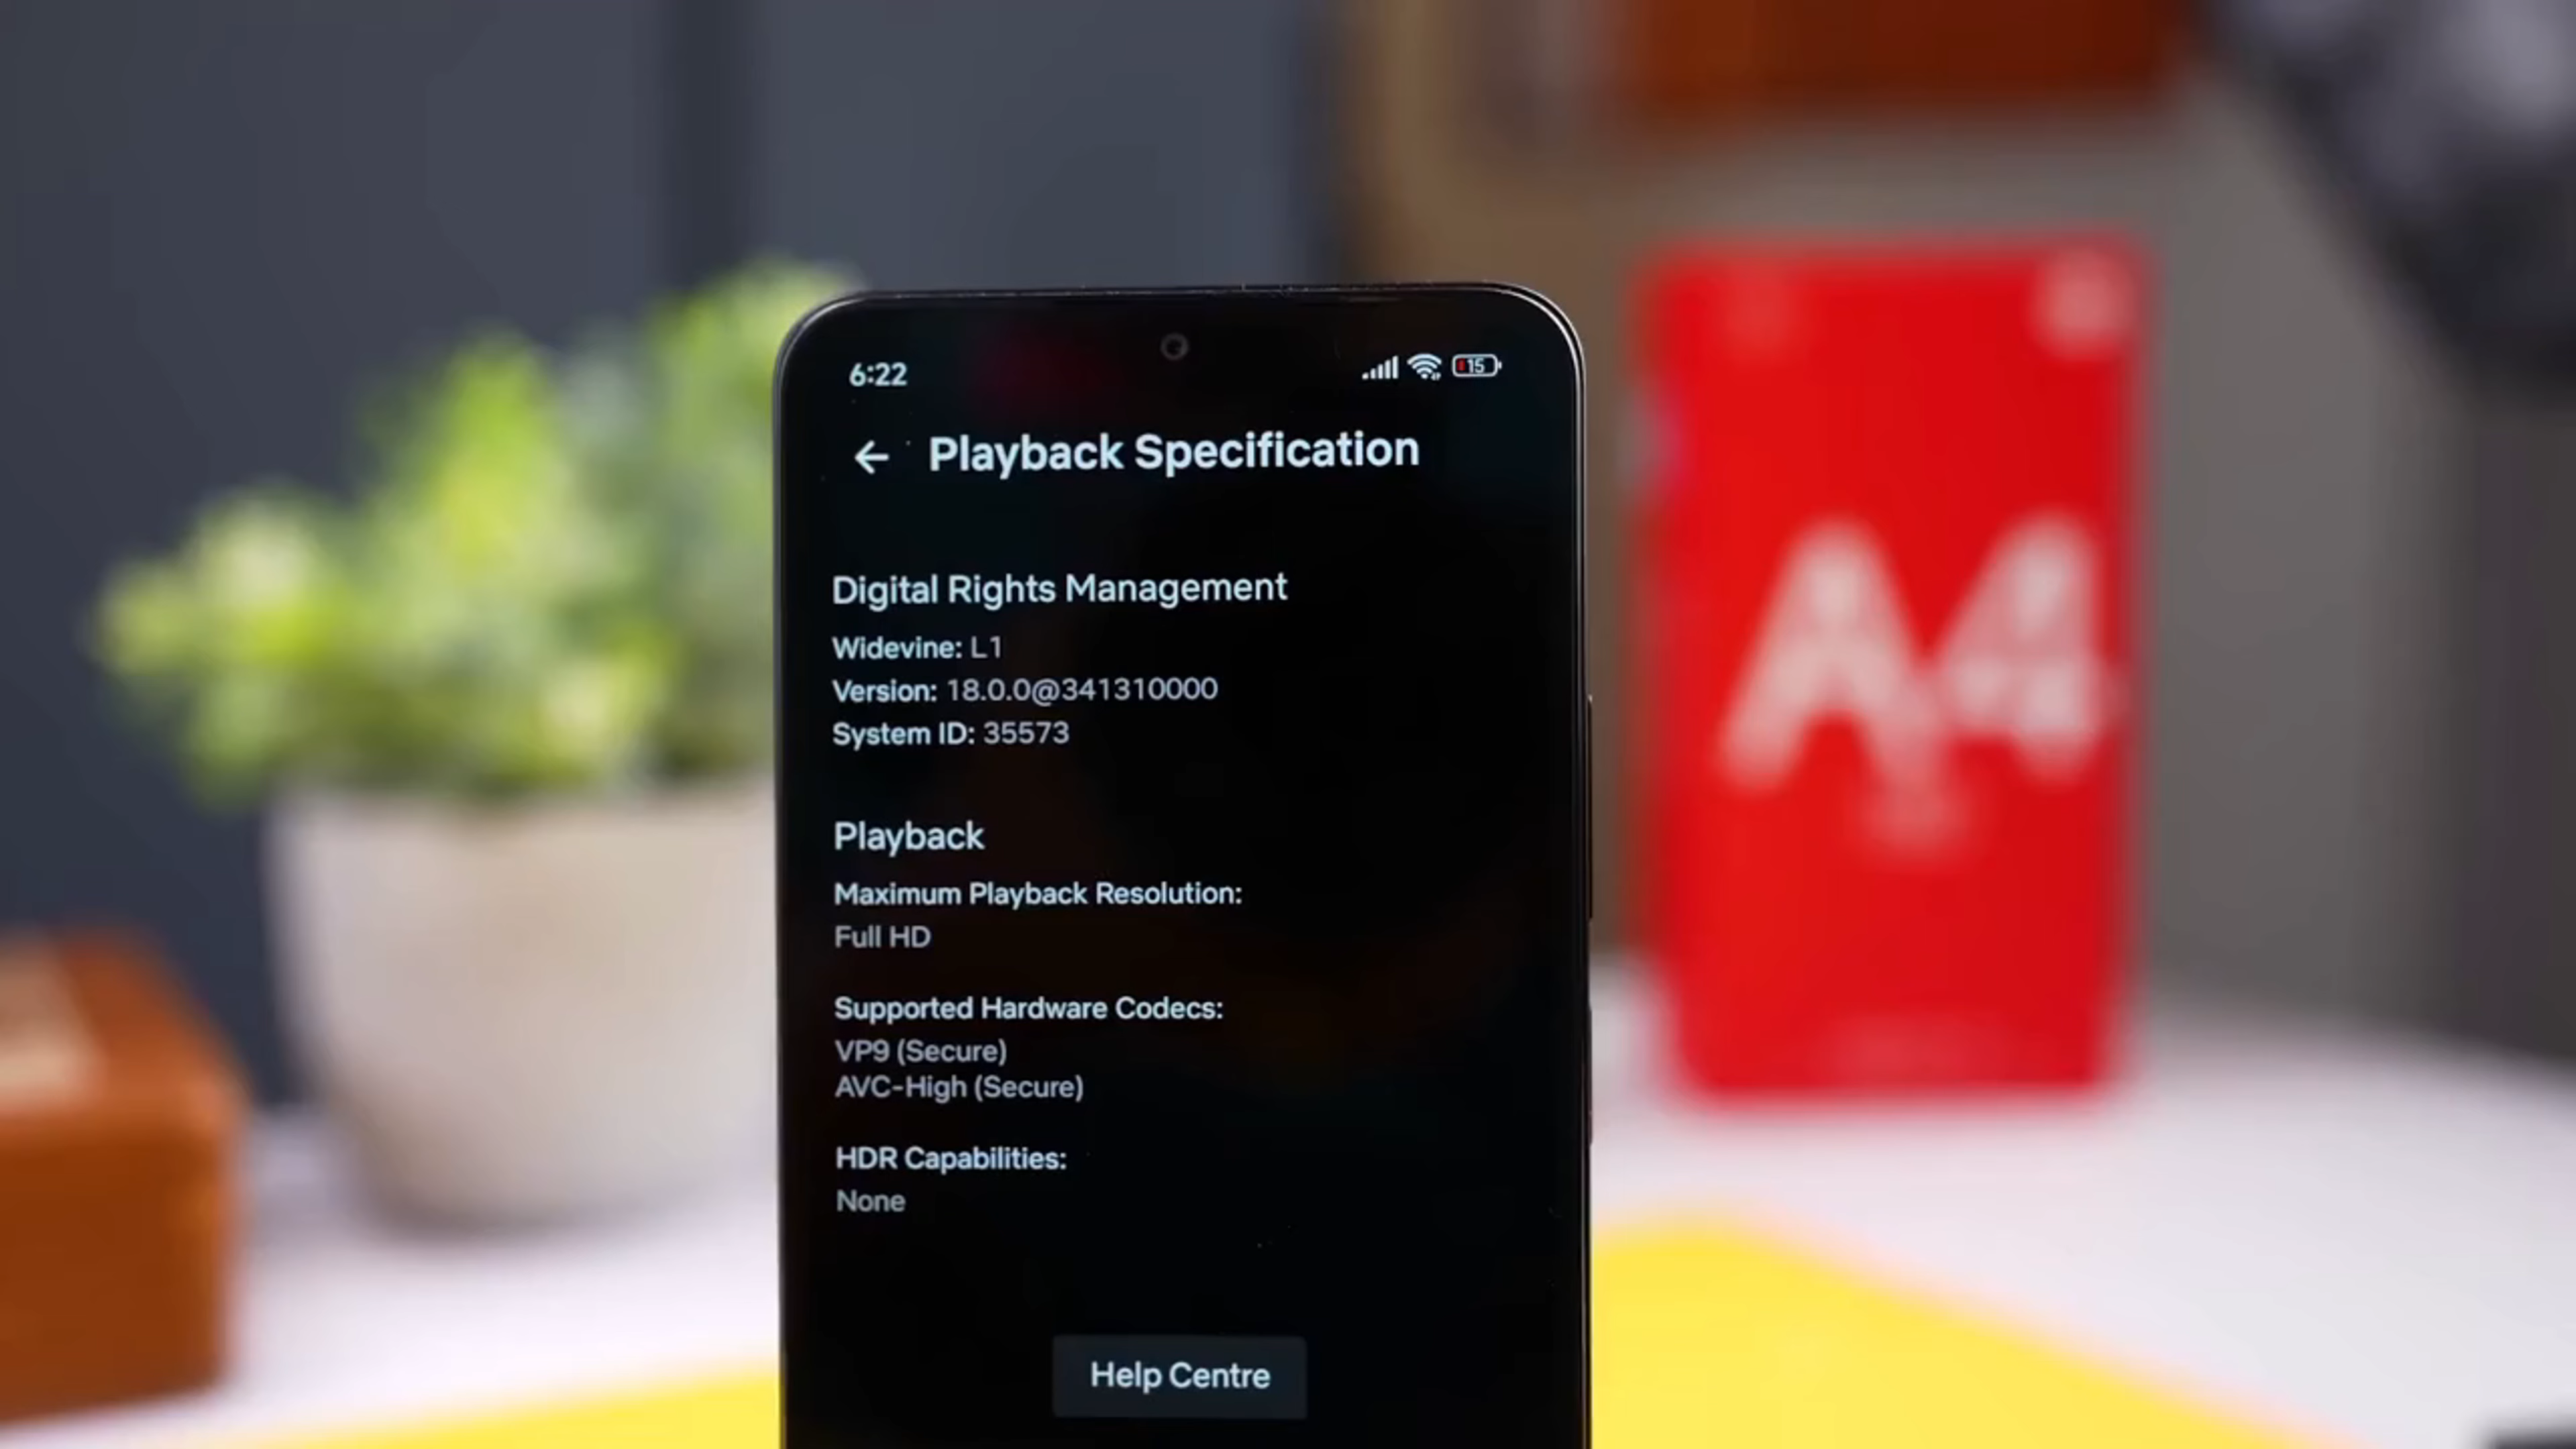 6:22
15
Playback Specification
Digital Rights Management
Widevine: L1
Version: 18.0.0@341310000
System ID: 35573
Playback
Maximum Playback Resolution:
Full HD
Supported Hardware Codecs:
VP9 (Secure)
AVC-High (Secure)
HDR Capabilities:
None
Help Centre
A4